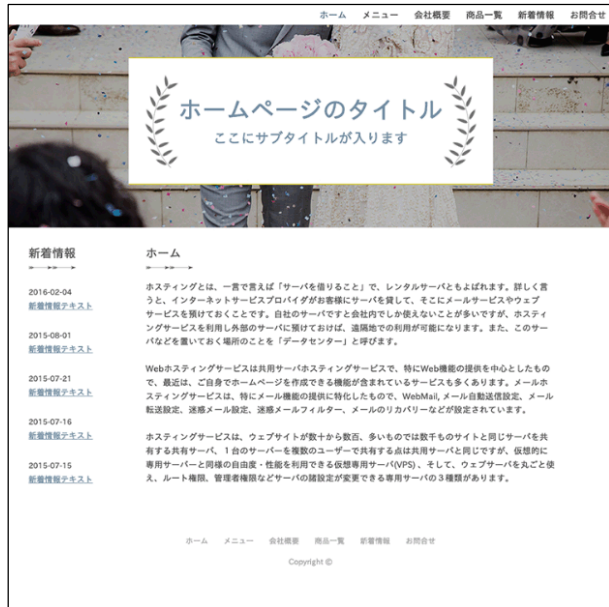 ホーム　メニュー　会社概要　商品一覧　新着情報　お問合せ
ホームページのタイトル
ここにサブタイトルが入ります
新着情報
2016-02-04
新着情報テキスト
2015-08-01
新着情報テキスト
2015-07-21
新着情報テキスト
2015-07-16
新着情報テキスト
2015-07-15
新着情報テキスト
ホーム
ホスティングとは、一言で言えば「サーバを借りること」で、レンタルサーバともよばれます。詳しく言
うと、インターネットサービスプロバイダがお客様にサーバを貸して、そこにメールサービスやウェブ
サービスを預けておくことです。自社のサーバですと会社内でしか使えないことが多いですが、ホスティ
ングサービスを利用し外部のサーバに預けておけば、遠隔地での利用が可能になります。また、このサー
バなどを置いておく場所のことを「データセンター」と呼びます。
Webホスティングサービスは共用サーバホスティングサービスで、特にWeb機能の提供を中心としたもの
で、最近は、ご自身でホームページを作成できる機能が含まれているサービスも多くあります。メールホ
スティングサービスは、特にメール機能の提供に特化したもので、WebMail, メール自動送信設定、メール
転送設定、迷惑メール設定、迷惑メールフィルター、メールのリカバリーなどが設定されています。
ホスティングサービスは、ウェブサイトが数十から数百、多いものでは数千ものサイトと同じサーバを共
有する共有サーバ、１台のサーバーを複数のユーザーで共有する点は共用サーバと同じですが、仮想的に
専用サーバーと同様の自由度・性能を利用できる仮想専用サーバ(VPS) 、そして、ウェブサーバを丸ごと使
え、ルート権限、管理者権限などサーバの諸設定が変更できる専用サーバの３種類があります。
ホーム　メニュー　会社概要　商品一覧　新着情報　お問合せ
Copyright ©